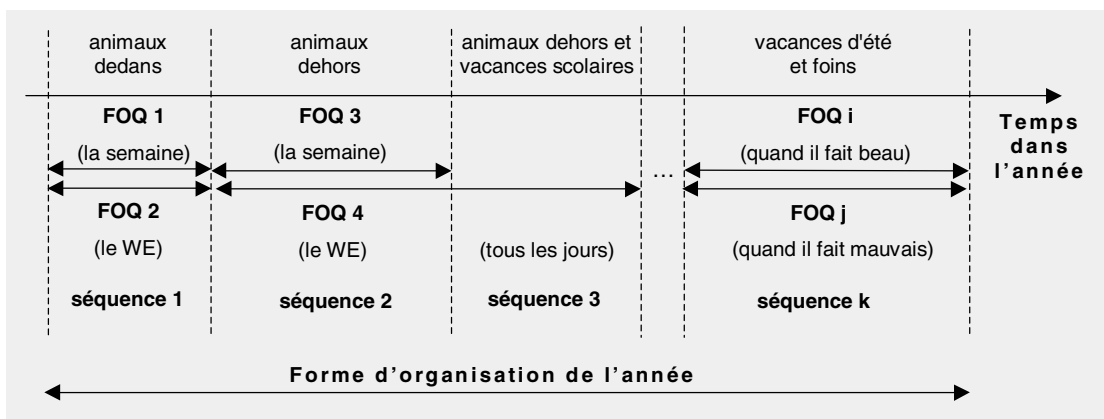 animaux
dedans
animaux
dehors
animaux dehors et
vacances scolaires
vacances d'été
et foins
FOQ 1
(la semaine)
FOQ 3
(la semaine)
FOQ i
(quand il fait beau)
Temps
dans
l'année
...
FOQ 2
(le WE)
FOQ 4
(le WE)
(tous les jours)
FOQ j
(quand il fait mauvais)
séquence 1
séquence 2
séquence 3
séquence k
Forme d'organisation de l'année